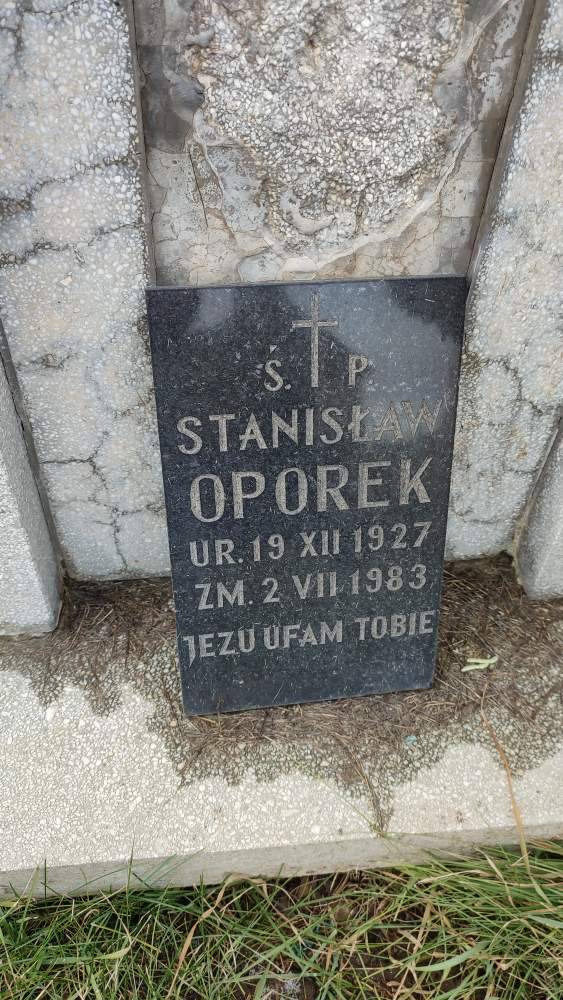 Ś. P.
STANISŁAW
OPOREK
UR. 19 XII 1927
ZM. 2 VII 1983
JEZU UFAM TOBIE